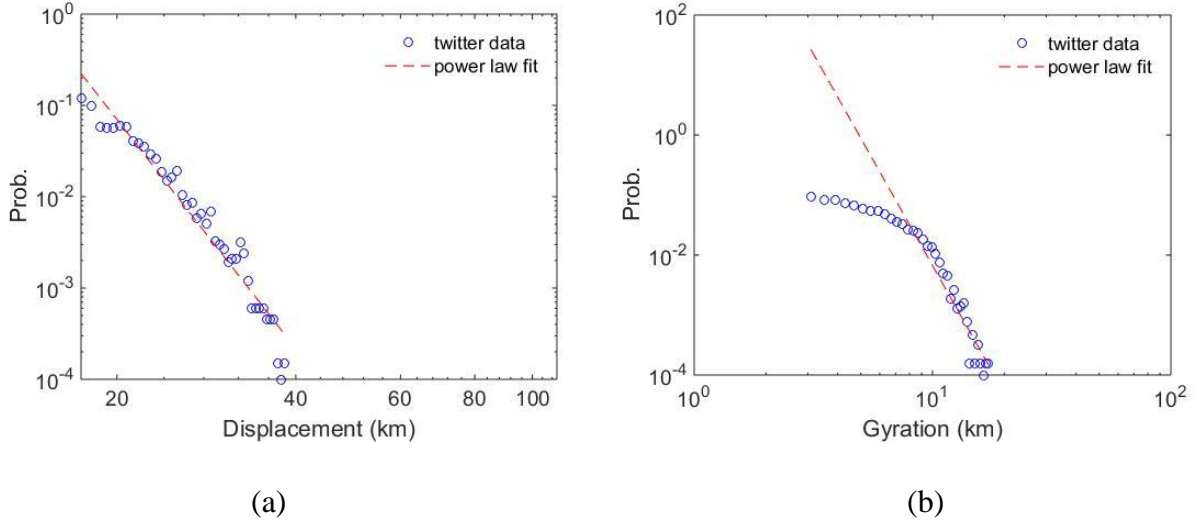 10^0
10^-1
10^-2
10^-3
10^-4
Prob.
twitter data
power law fit
20
40
60
80
100
Displacement (km)
(a)
10^2
10^0
10^-2
10^-4
Prob.
twitter data
power law fit
10^0
10^1
10^2
Gyration (km)
(b)